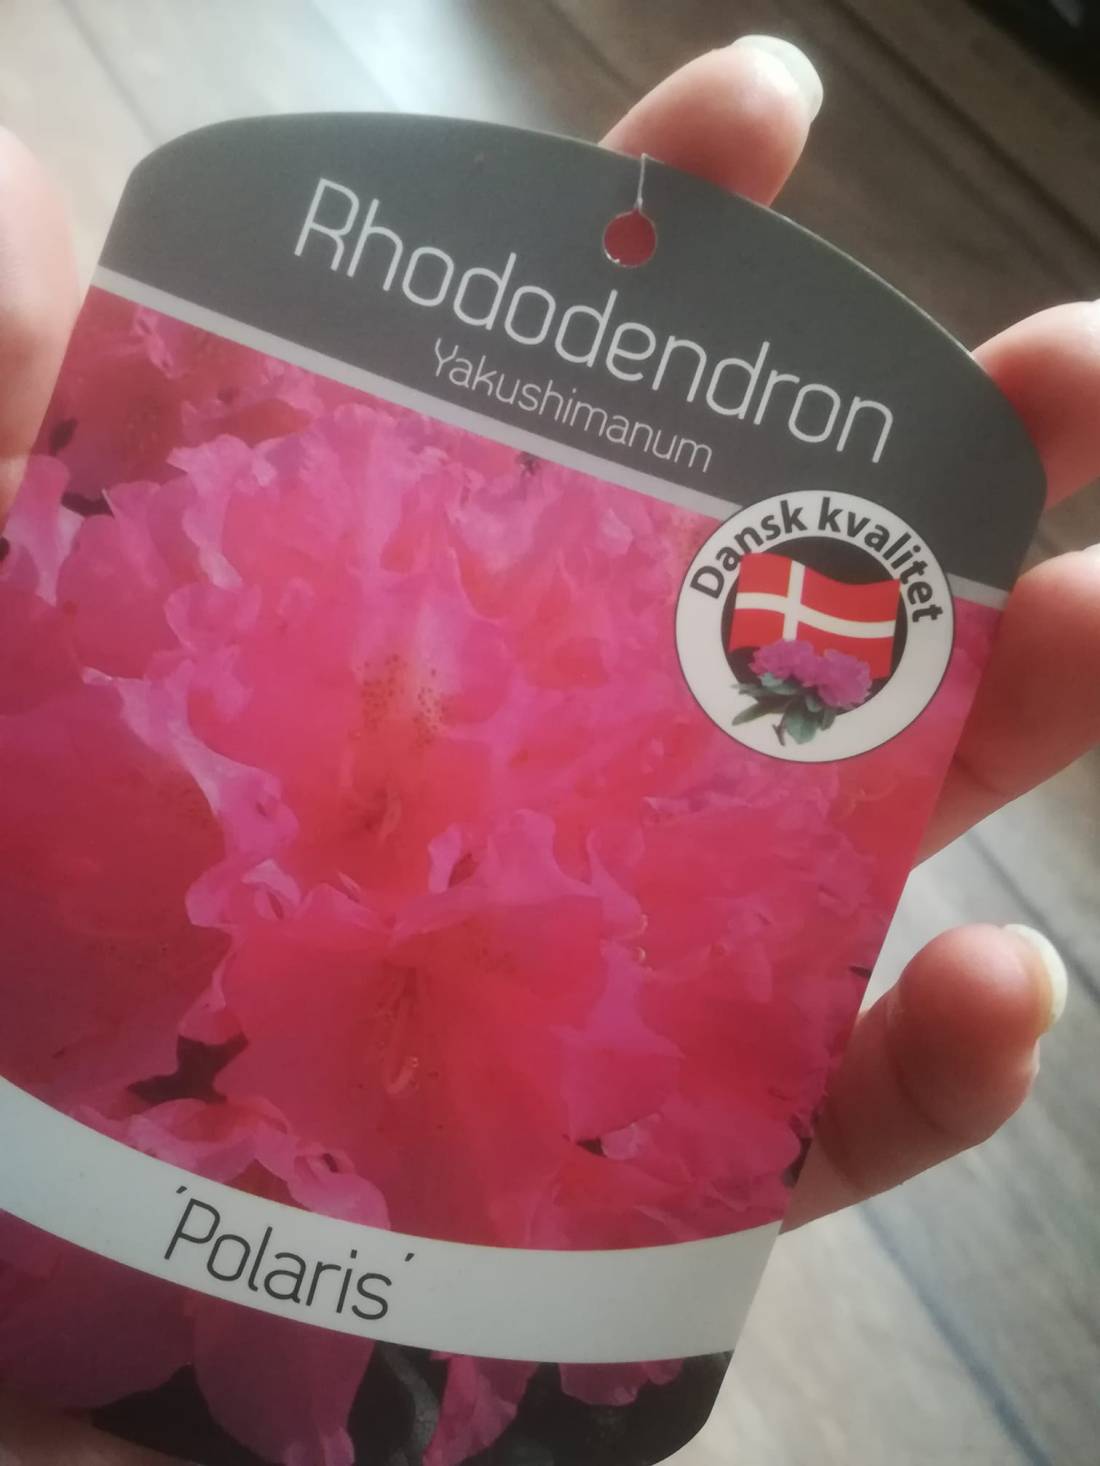 Rhododendron
Yakushimanum
Dansk kvalitet
'Polaris'